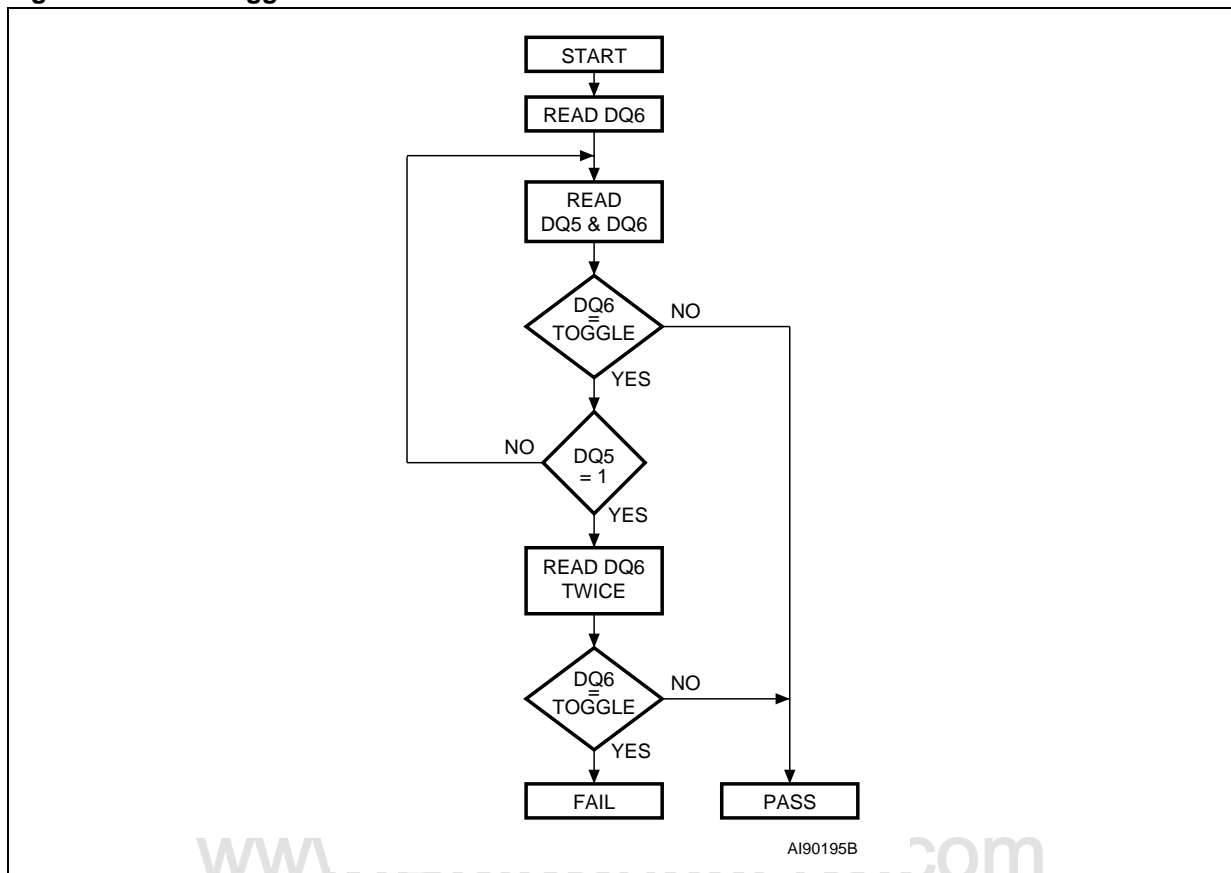 START
READ DQ6
READ
DQ5 & DQ6
DQ6
=
TOGGLE
NO
YES
NO
DQ5
= 1
YES
READ DQ6
TWICE
DQ6
=
TOGGLE
NO
YES
FAIL
PASS
AI90195B